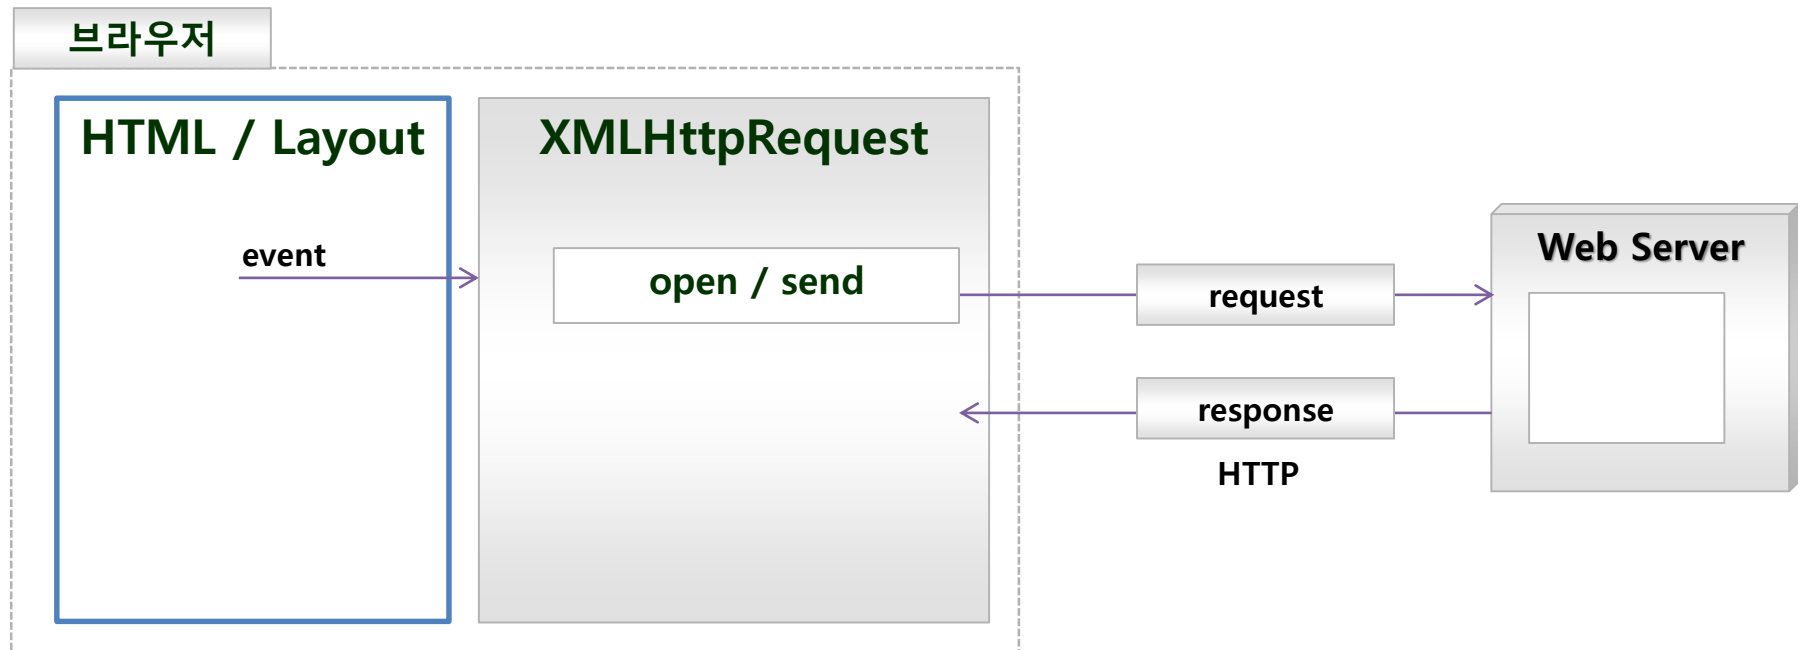 브라우저
HTML / Layout
XMLHttpRequest
event
open / send
request
Web Server
response
HTTP